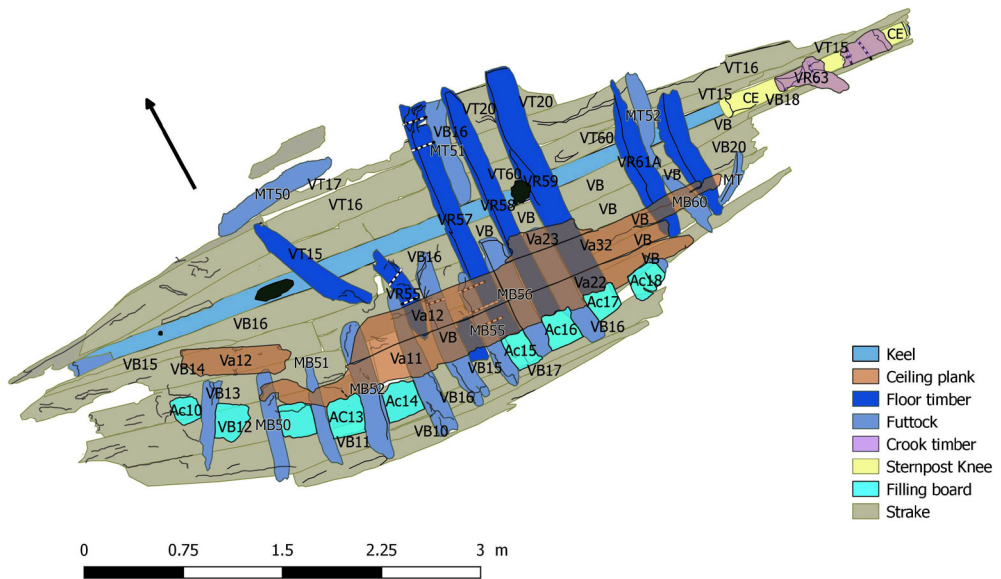 CE
VT15
VT16
VR63
VT15
CE
VB18
VT20
VT20
MT52
VB
VB16
VT60
VB20
MT51
VR61A
VT60
VR59
VB
MT
MT50
VT17
VT16
VR58
VB
MB60
VR57
VB
VB
VB
Va23
Va32
VB
VT15
VB16
VB
VR55
Va22
Ac18
MB56
Ac17
Va12
VB16
MB55
VB
Ac16
VB16
VB15
Va12
MB51
Va11
Ac15
VB14
VB15
VB17
VB13
MB52
Ac14
VB16
Ac10
AC13
VB12
MB50
VB11
VB10
Keel
Ceiling plank
Floor timber
Futtock
Crook timber
Sternpost Knee
Filling board
Strake
0 0.75 1.5 2.25 3 m